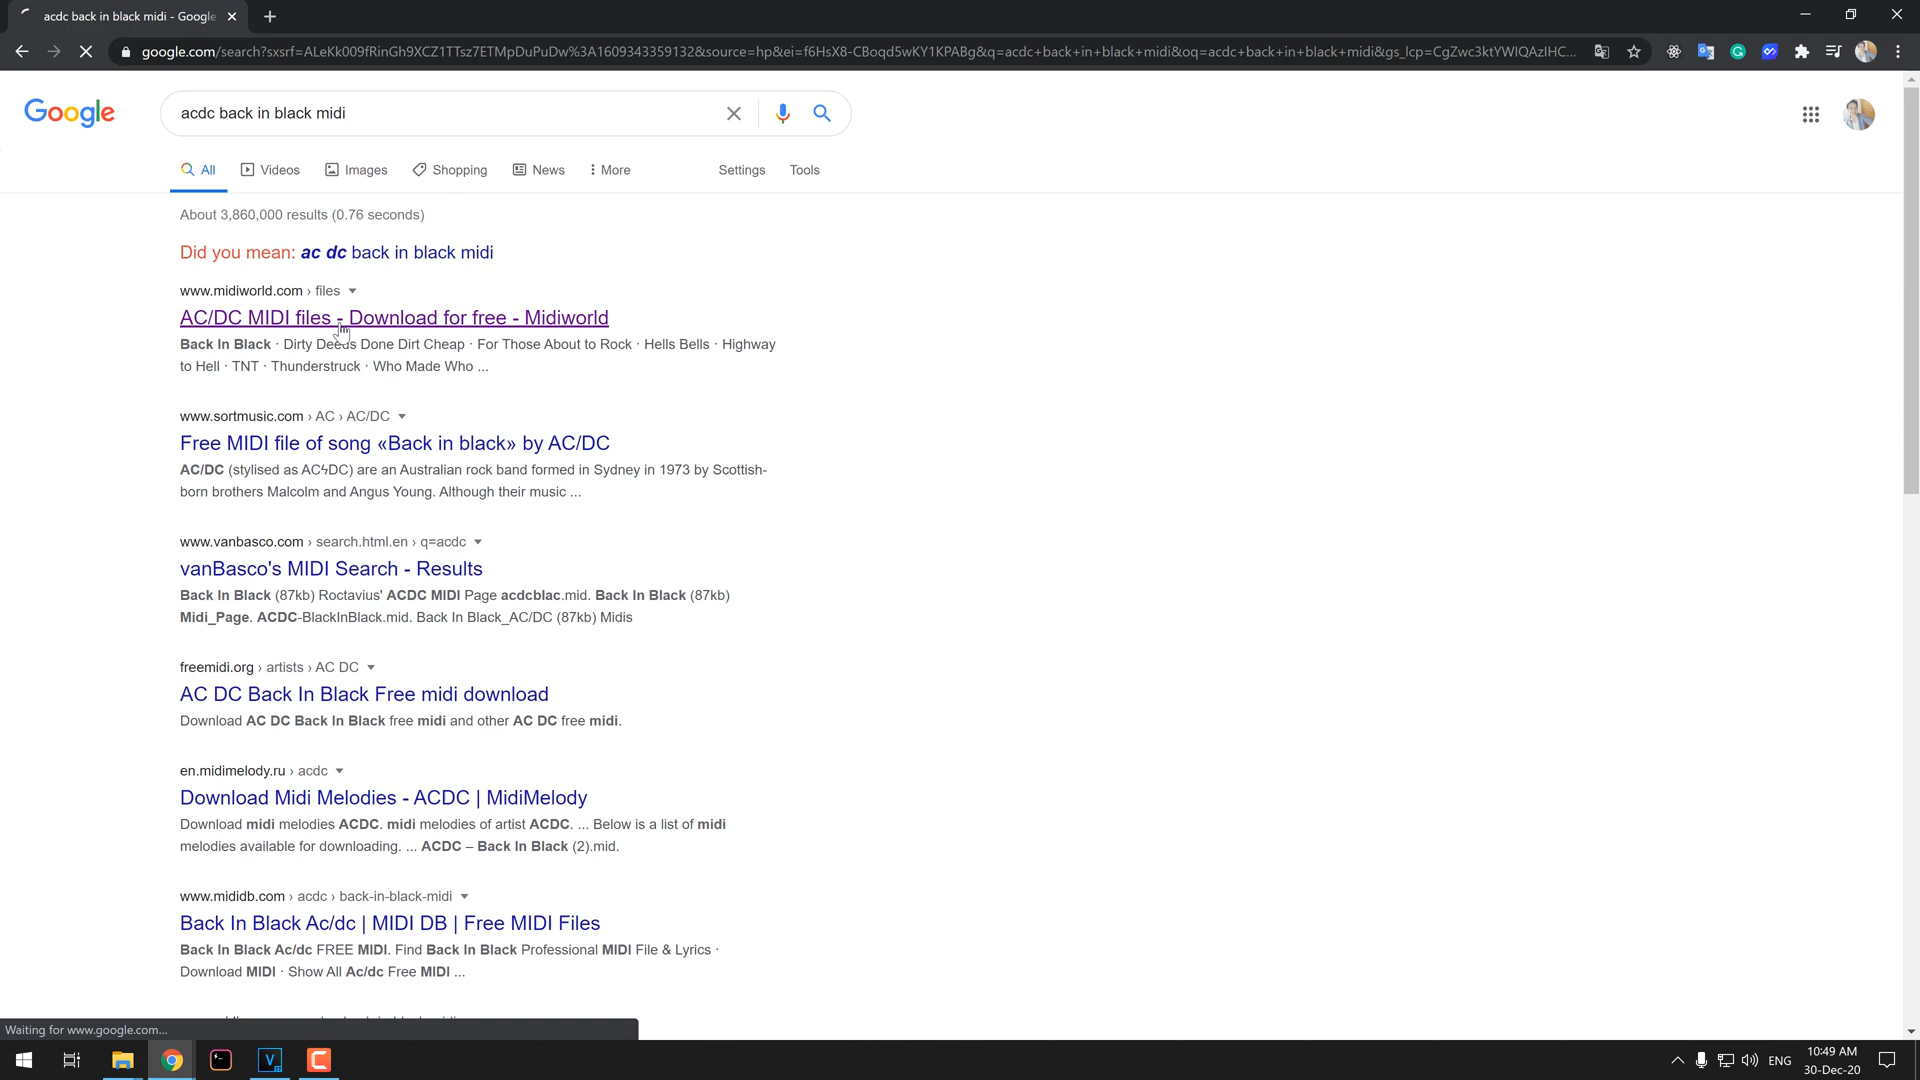 acdc back in black midi - Google
google.com/search?sxsrf=ALeKk009fRinGh9XCZ1TTsz7ETMpDuPuDw%3A1609343359132&source=hp&ei=f6HsX8-CBoqd5wKY1KPABg&q=acdc+back+in+black+midi&oq=acdc+back+in+black+midi&gs_lcp=CgZwc3ktYWIQAzIHC...
Google
acdc back in black midi
All Videos Images Shopping News More Settings Tools
About 3,860,000 results (0.76 seconds)
Did you mean: ac dc back in black midi
www.midiworld.com › files
AC/DC MIDI files - Download for free - Midiworld
Back In Black · Dirty Deeds Done Dirt Cheap · For Those About to Rock · Hells Bells · Highway
to Hell · TNT · Thunderstruck · Who Made Who ...
www.sortmusic.com › AC › AC/DC
Free MIDI file of song «Back in black» by AC/DC
AC/DC (stylised as ACϟDC) are an Australian rock band formed in Sydney in 1973 by Scottish-
born brothers Malcolm and Angus Young. Although their music ...
www.vanbasco.com › search.html.en › q=acdc
vanBasco's MIDI Search - Results
Back In Black (87kb) Roctavius' ACDC MIDI Page acdcblac.mid. Back In Black (87kb)
Midi_Page. ACDC-BlackInBlack.mid. Back In Black_AC/DC (87kb) Midis
freemidi.org › artists › AC DC
AC DC Back In Black Free midi download
Download AC DC Back In Black free midi and other AC DC free midi.
en.midimelody.ru › acdc
Download Midi Melodies - ACDC | MidiMelody
Download midi melodies ACDC. midi melodies of artist ACDC. ... Below is a list of midi
melodies available for downloading. ... ACDC – Back In Black (2).mid.
www.mididb.com › acdc › back-in-black-midi
Back In Black Ac/dc | MIDI DB | Free MIDI Files
Back In Black Ac/dc FREE MIDI. Find Back In Black Professional MIDI File & Lyrics ·
Download MIDI · Show All Ac/dc Free MIDI ...
Waiting for www.google.com...
ENG
10:49 AM
30-Dec-20